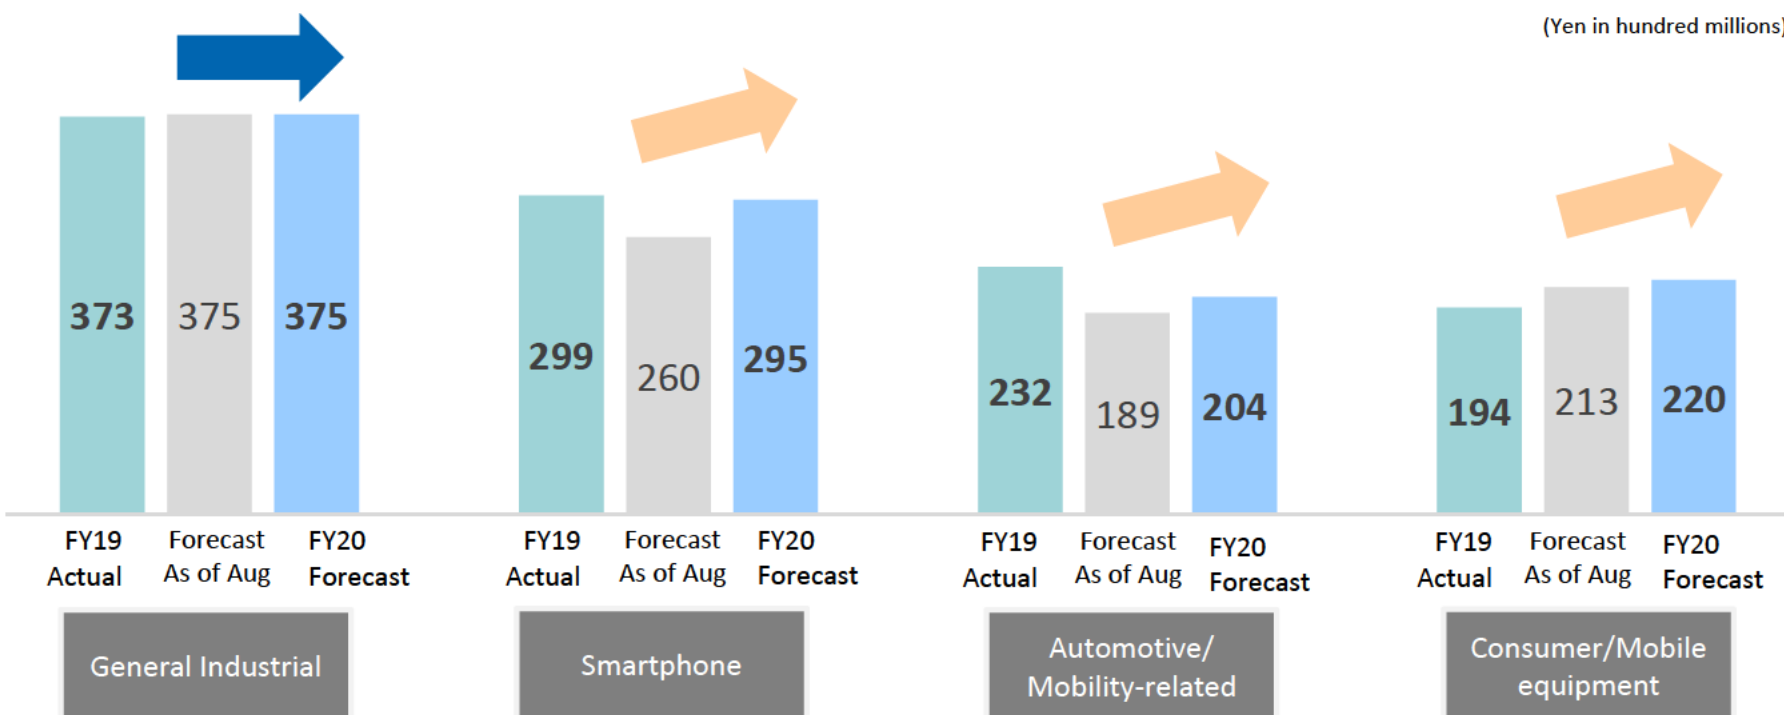 (Yen in hundred millions)
373
375
375
299
260
295
232
189
204
194
213
220
FY19
Actual
Forecast
As of Aug
FY20
Forecast
FY19
Actual
Forecast
As of Aug
FY20
Forecast
FY19
Actual
Forecast
As of Aug
FY20
Forecast
FY19
Actual
Forecast
As of Aug
FY20
Forecast
General Industrial
Smartphone
Automotive/
Mobility-related
Consumer/Mobile
equipment